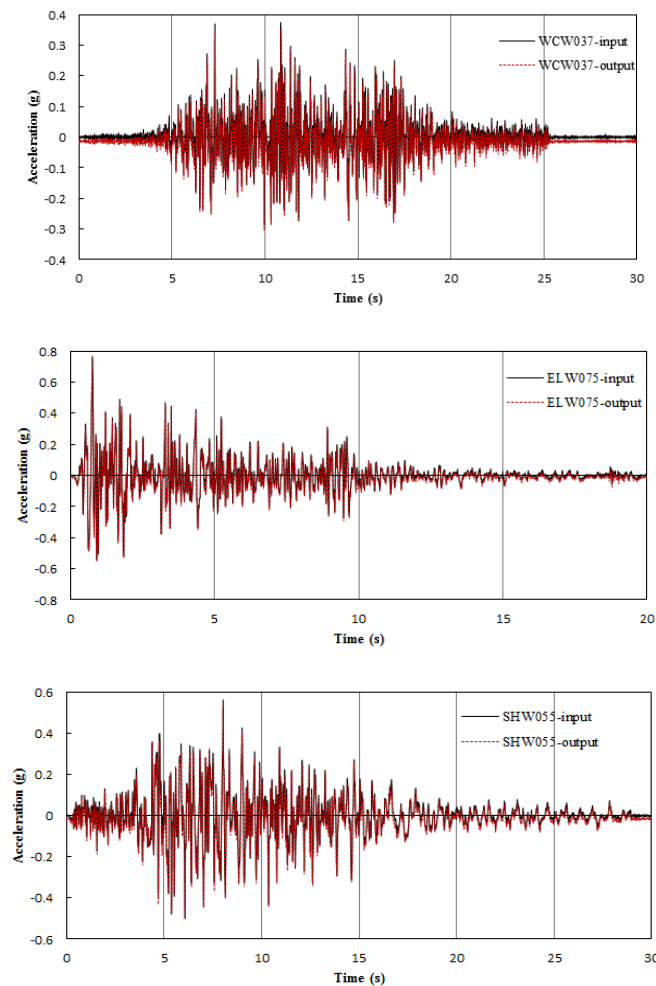 0.4
0.3
0.2
0.1
0
-0.1
-0.2
-0.3
-0.4
Acceleration (g)
WCW037-input
WCW037-output
0 5 10 15 20 25 30
Time (s)
0.8
0.6
0.4
0.2
0
-0.2
-0.4
-0.6
-0.8
Acceleration (g)
ELW075-input
ELW075-output
0 5 10 15 20
Time (s)
0.6
0.4
0.2
0
-0.2
-0.4
-0.6
Acceleration (g)
SHW055-input
SHW055-output
0 5 10 15 20 25 30
Time (s)